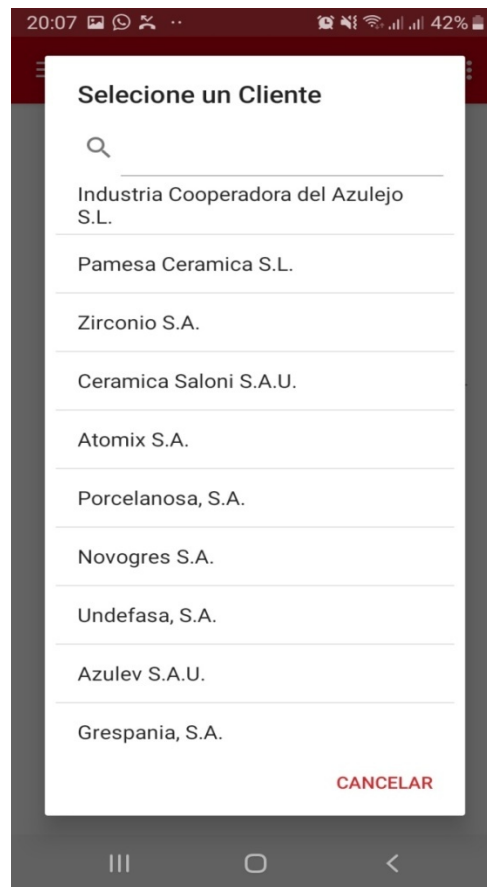 20:07 42%
Selecione un Cliente
Industria Cooperadora del Azulejo
S.L.
Pamesa Ceramica S.L.
Zirconio S.A.
Ceramica Saloni S.A.U.
Atomix S.A.
Porcelanosa, S.A.
Novogres S.A.
Undefasa, S.A.
Azulev S.A.U.
Grespania, S.A.
CANCELAR